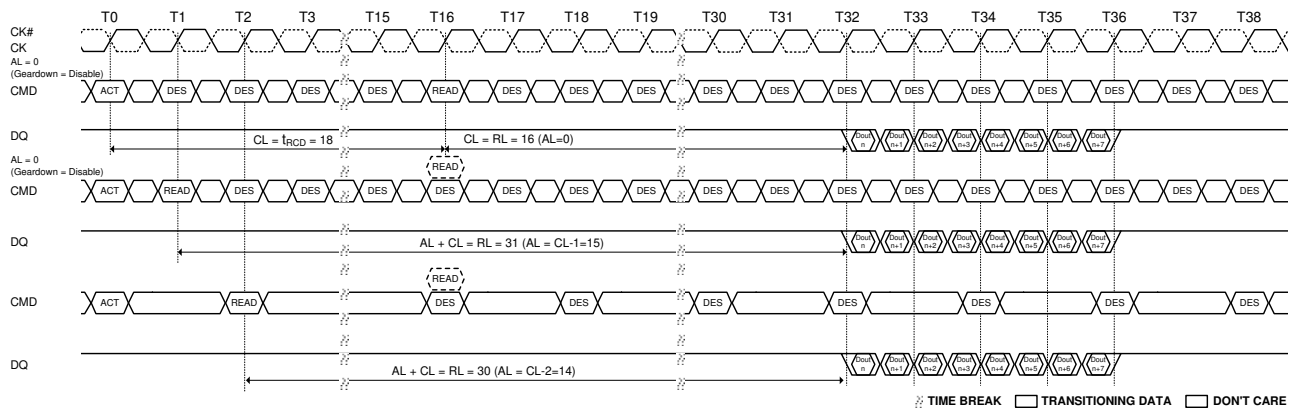 T0 T1 T2 T3 T15 T16 T17 T18 T19 T30 T31 T32 T33 T34 T35 T36 T37 T38
CK#
CK
AL = 0
(Geardown = Disable)
CMD ACT DES DES DES DES READ DES DES DES DES DES DES DES DES DES DES DES DES
DQ Dout n Dout n+1 Dout n+2 Dout n+3 Dout n+4 Dout n+5 Dout n+6 Dout n+7
CL = tRCD = 18 CL = RL = 16 (AL=0)
AL = 0
(Geardown = Disable)
READ
CMD ACT READ DES DES DES DES DES DES DES DES DES DES DES DES DES DES DES DES
DQ Dout n Dout n+1 Dout n+2 Dout n+3 Dout n+4 Dout n+5 Dout n+6 Dout n+7
AL + CL = RL = 31 (AL = CL-1=15)
READ
CMD ACT READ DES DES DES DES DES DES DES
DQ Dout n Dout n+1 Dout n+2 Dout n+3 Dout n+4 Dout n+5 Dout n+6 Dout n+7
AL + CL = RL = 30 (AL = CL-2=14)
TIME BREAK TRANSITIONING DATA DON'T CARE